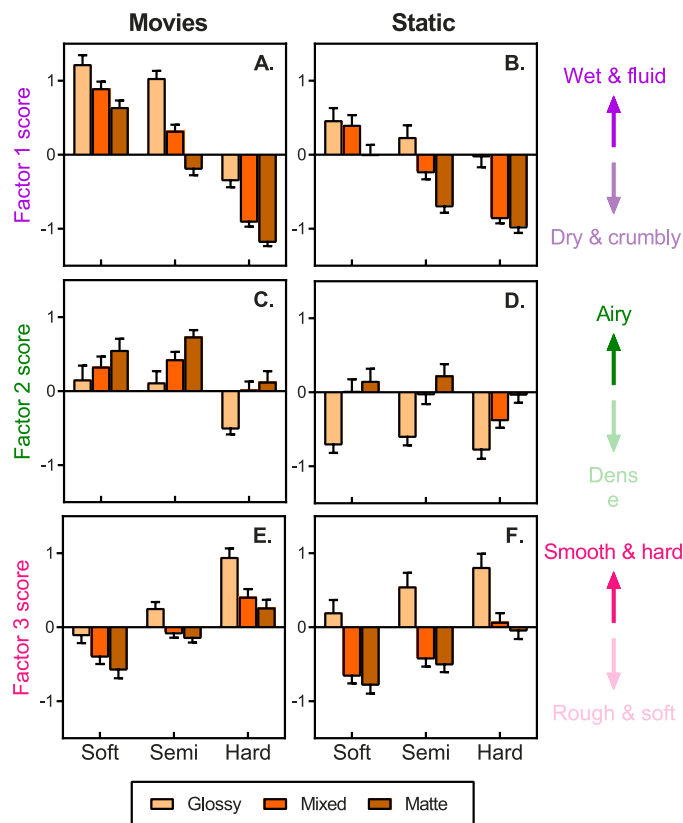 Movies
Static
Factor 1 score
1
0
-1
A.
1
0
-1
B.
Wet & fluid
Dry & crumbly
Factor 2 score
1
0
-1
C.
1
0
-1
D.
Airy
Dens
e
Factor 3 score
1
0
-1
E.
1
0
-1
F.
Smooth & hard
Rough & soft
Soft Semi Hard
Soft Semi Hard
Glossy Mixed Matte